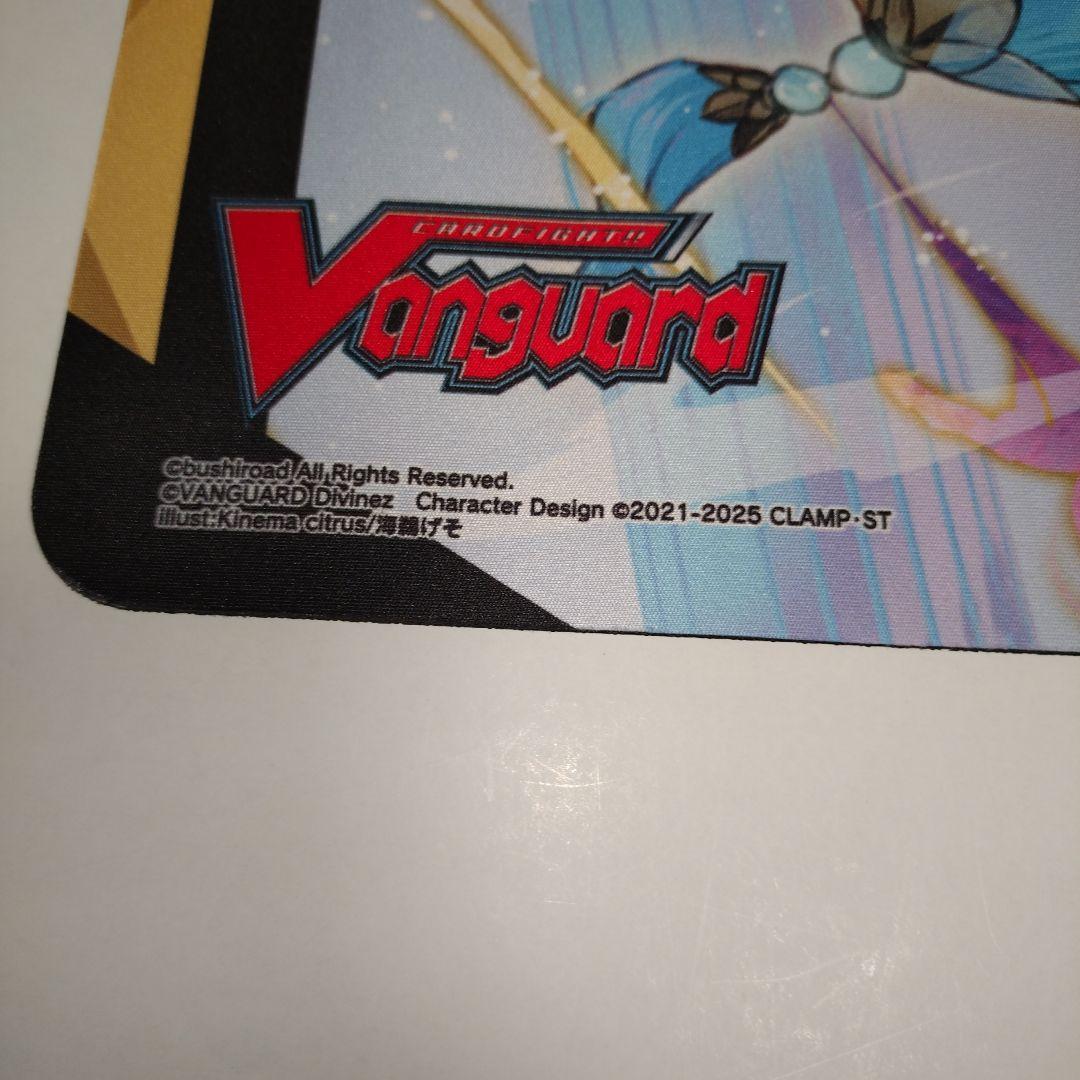 CARDFIGHT!!
Vanguard
©bushiroad All Rights Reserved.
©VANGUARD Divinez Character Design ©2021-2025 CLAMP・ST
illust:Kinema citrus/海鵜げそ